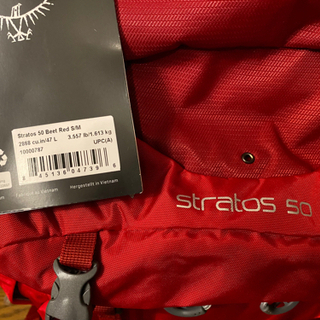 Stratos 50 Beet Red S/M
2868 cu.in/47 L 3.557 lb/1.613 kg
10000787 UPC(A)
8 45136 04739 6
Hergestellt in Vietnam
stratos 50